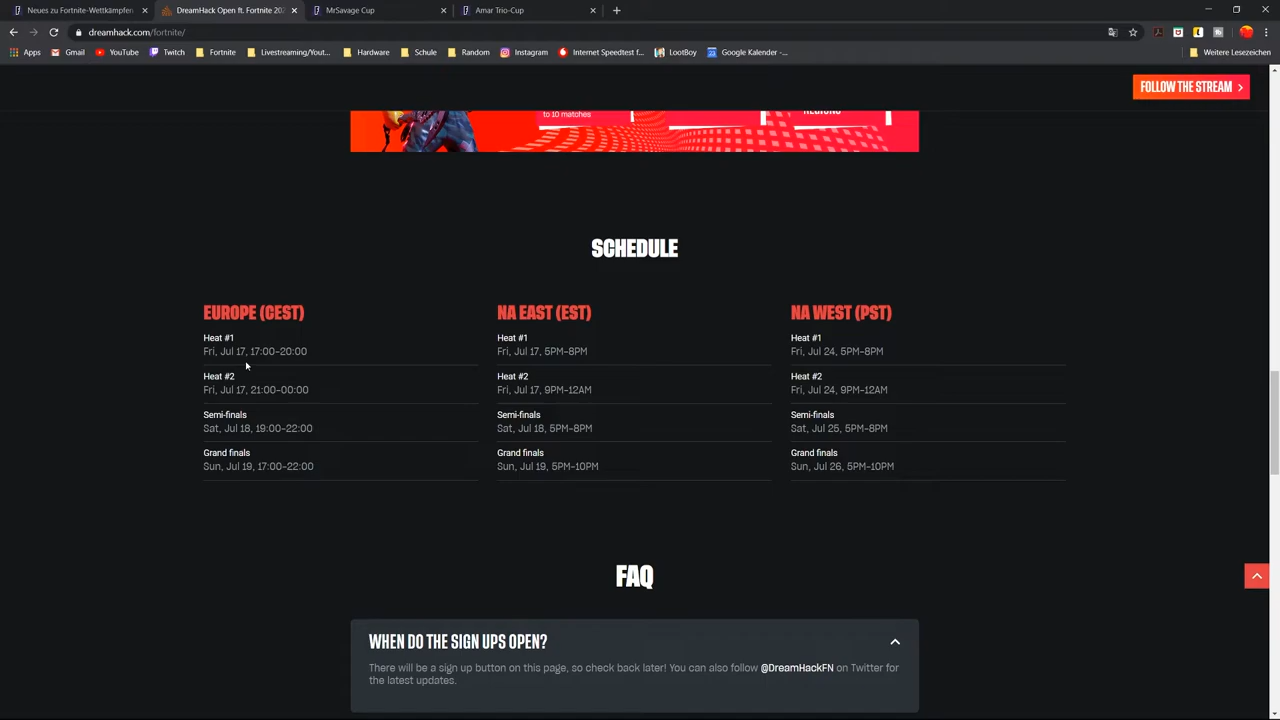 Neues zu Fortnite-Wettkämpfen
DreamHack Open ft. Fortnite 202
MrSavage Cup
Amar Trio-Cup
dreamhack.com/fortnite/
Apps
Gmail
YouTube
Twitch
Fortnite
Livestreaming/Yout...
Hardware
Schule
Random
Instagram
Internet Speedtest f...
LootBoy
Google Kalender -...
Weitere Lesezeichen
FOLLOW THE STREAM
to 10 matches
SCHEDULE
EUROPE (CEST)
Heat #1
Fri, Jul 17, 17:00-20:00
Heat #2
Fri, Jul 17, 21:00-00:00
Semi-finals
Sat, Jul 18, 19:00-22:00
Grand finals
Sun, Jul 19, 17:00-22:00
NA EAST (EST)
Heat #1
Fri, Jul 17, 5PM-8PM
Heat #2
Fri, Jul 17, 9PM-12AM
Semi-finals
Sat, Jul 18, 5PM-8PM
Grand finals
Sun, Jul 19, 5PM-10PM
NA WEST (PST)
Heat #1
Fri, Jul 24, 5PM-8PM
Heat #2
Fri, Jul 24, 9PM-12AM
Semi-finals
Sat, Jul 25, 5PM-8PM
Grand finals
Sun, Jul 26, 5PM-10PM
FAQ
WHEN DO THE SIGN UPS OPEN?
There will be a sign up button on this page, so check back later! You can also follow @DreamHackFN on Twitter for
the latest updates.